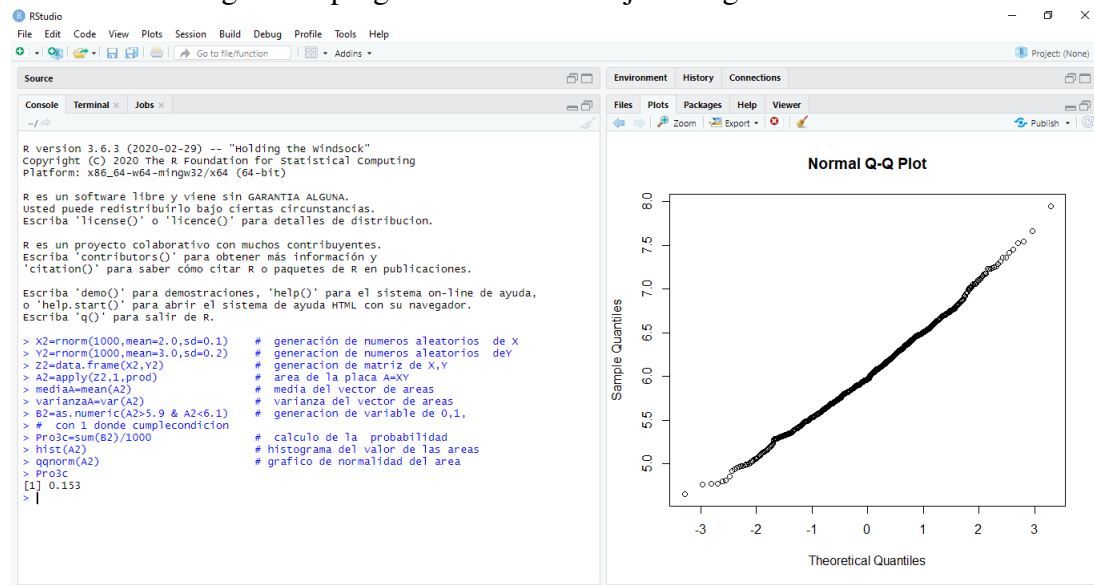 RStudio
File Edit Code View Plots Session Build Debug Profile Tools Help
Go to file/function Addins
Project: (None)
Source
Console Terminal Jobs
~/
R version 3.6.3 (2020-02-29) -- "Holding the Windsock"
Copyright (C) 2020 The R Foundation for Statistical Computing
Platform: x86_64-w64-mingw32/x64 (64-bit)
R es un software libre y viene sin GARANTIA ALGUNA.
Usted puede redistribuirlo bajo ciertas circunstancias.
Escriba 'license()' o 'licence()' para detalles de distribucion.
R es un proyecto colaborativo con muchos contribuyentes.
Escriba 'contributors()' para obtener más información y
'citation()' para saber cómo citar R o paquetes de R en publicaciones.
Escriba 'demo()' para demostraciones, 'help()' para el sistema on-line de ayuda,
o 'help.start()' para abrir el sistema de ayuda HTML con su navegador.
Escriba 'q()' para salir de R.
> X2=rnorm(1000,mean=2.0,sd=0.1) # generación de numeros aleatorios de X
> Y2=rnorm(1000,mean=3.0,sd=0.2) # generacion de numeros aleatorios deY
> Z2=data.frame(X2,Y2) # generacion de matriz de X,Y
> A2=apply(Z2,1,prod) # area de la placa A=XY
> mediaA=mean(A2) # media del vector de areas
> varianzaA=var(A2) # varianza del vector de areas
> B2=as.numeric(A2>5.9 & A2<6.1) # generacion de variable de 0,1,
> # con 1 donde cumplecondicion
> Pro3c=sum(B2)/1000 # calculo de la probabilidad
> hist(A2) # histograma del valor de las areas
> qqnorm(A2) # grafico de normalidad del area
> Pro3c
[1] 0.153
>
Environment History Connections
Files Plots Packages Help Viewer
Zoom Export Publish
Normal Q-Q Plot
Sample Quantiles
8.0
7.5
7.0
6.5
6.0
5.5
5.0
-3 -2 -1 0 1 2 3
Theoretical Quantiles